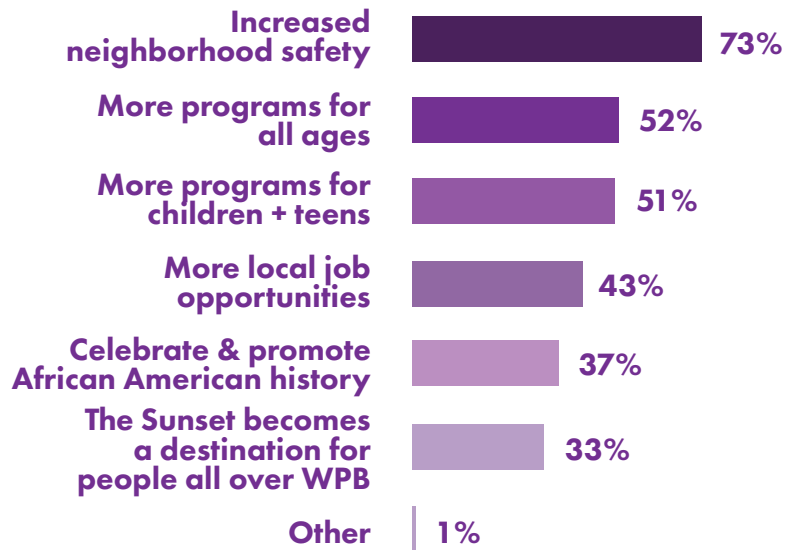 Increased
neighborhood safety
73%
More programs for
all ages
52%
More programs for
children + teens
51%
More local job
opportunities
43%
Celebrate & promote
African American history
37%
The Sunset becomes
a destination for
people all over WPB
33%
Other
1%